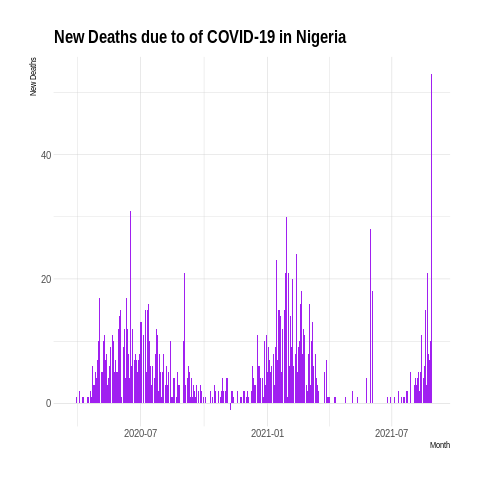 New Deaths due to of COVID-19 in Nigeria
New Deaths
40
20
0
2020-07
2021-01
2021-07
Month